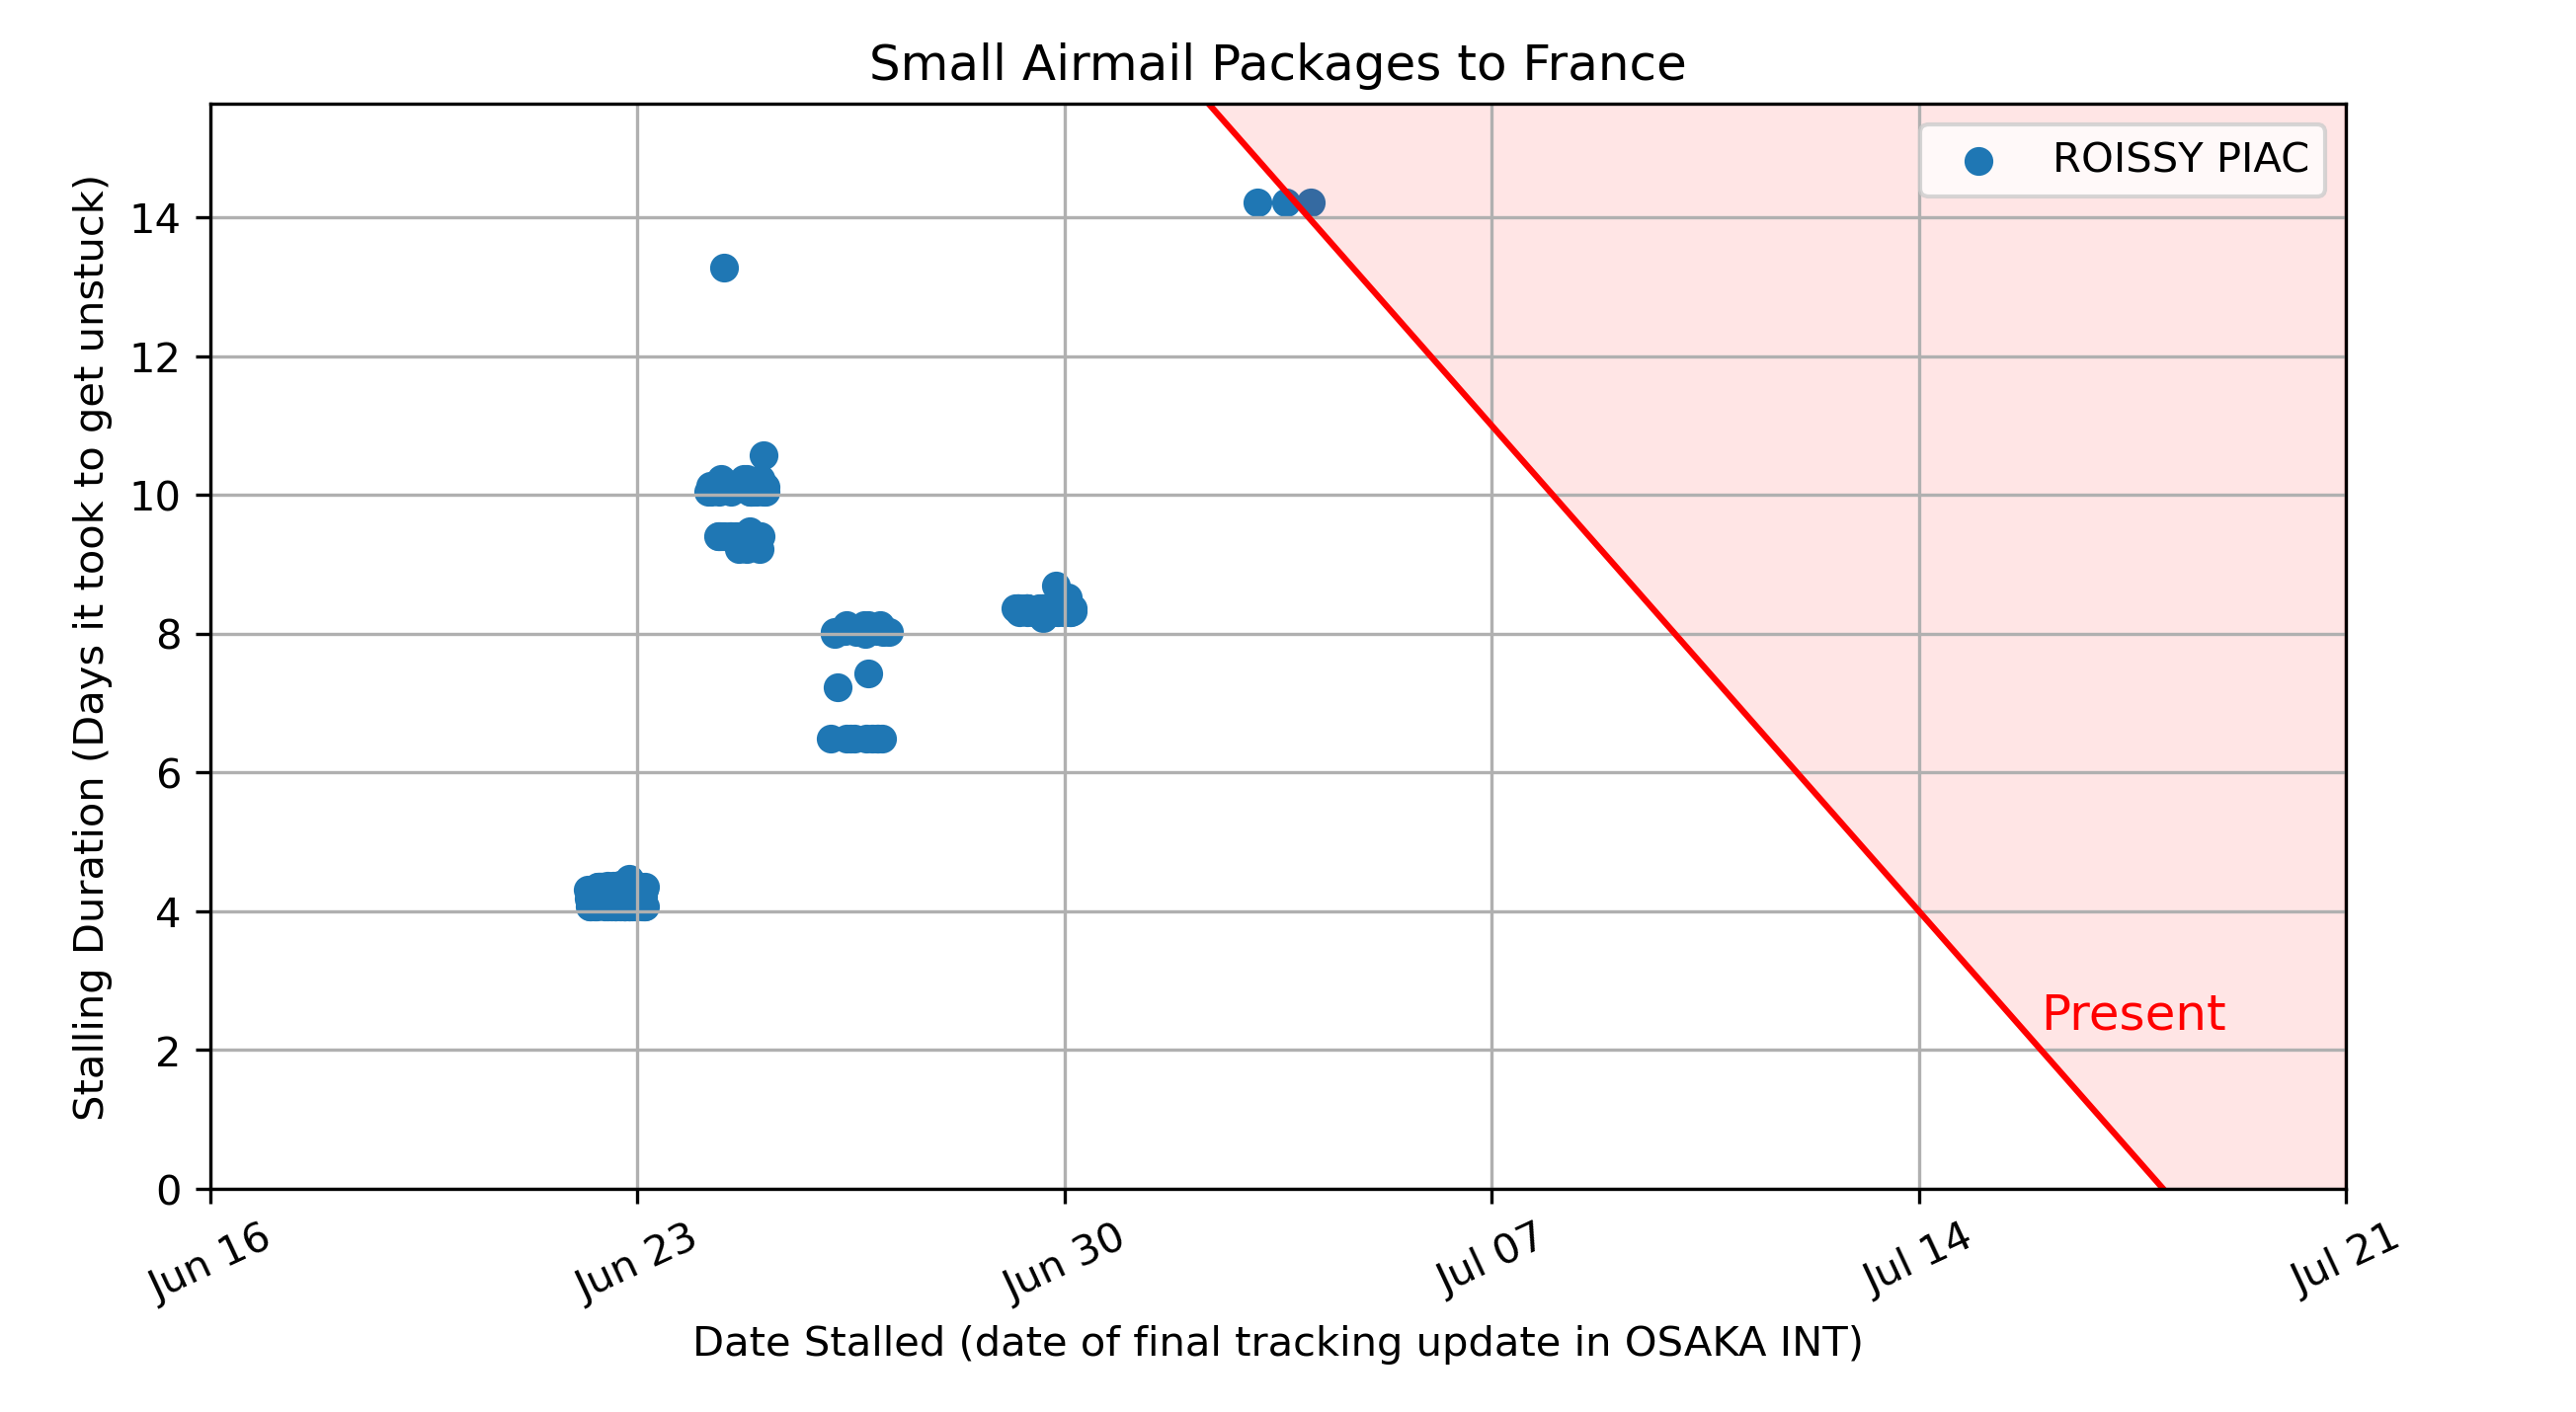 Small Airmail Packages to France
ROISSY PIAC
Stalling Duration (Days it took to get unstuck)
14
12
10
8
6
4
2
0
Present
Jun 16
Jun 23
Jun 30
Jul 07
Jul 14
Jul 21
Date Stalled (date of final tracking update in OSAKA INT)